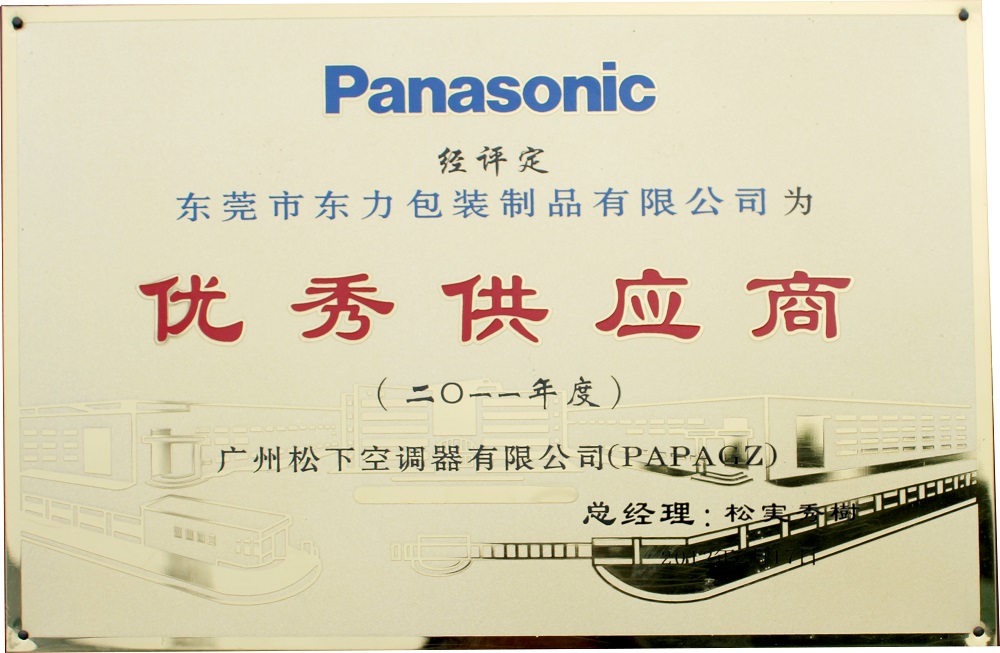 Panasonic
经评定
东莞市东力包装制品有限公司为
优秀供应商
(二〇一一年度)
广州松下空调器有限公司(PAPAGZ)
总经理:松実秀樹